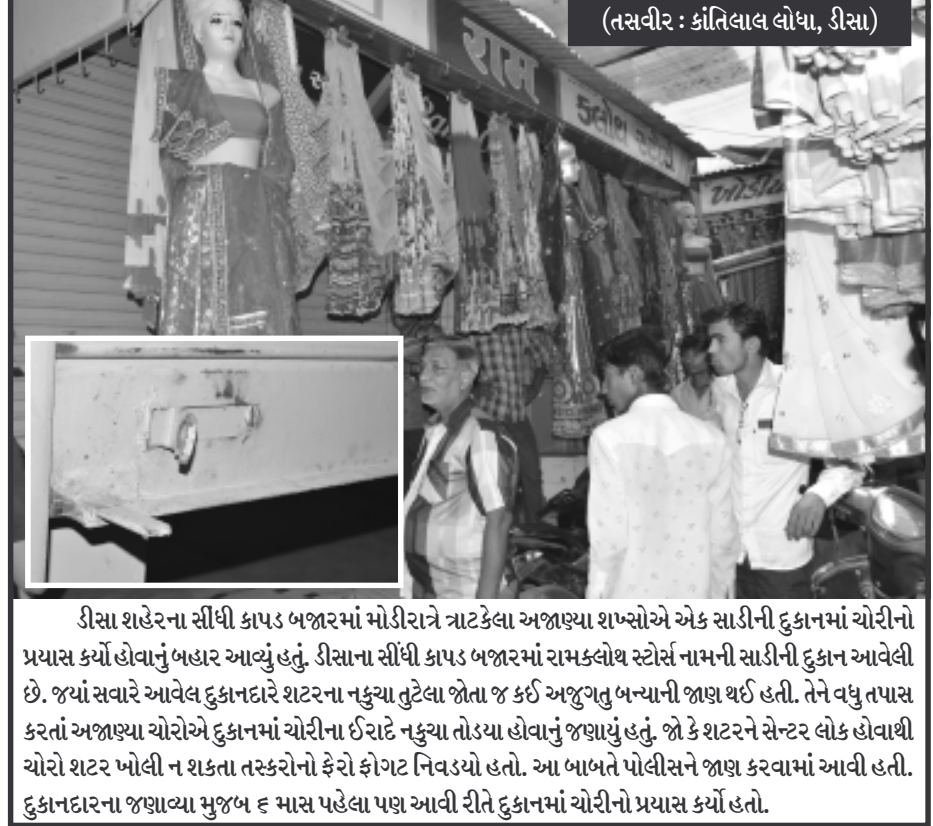 (તસવીર : કાંતિલાલ લોધા, ડીસા)
રામ
કલોથ સ્ટોર્સ
ડીસા શહેરના સીંધી કાપડ બજારમાં મોડીરાત્રે ત્રાટકેલા અજાણ્યા શખ્સોએ એક સાડીની દુકાનમાં ચોરીનો
પ્રયાસ કર્યો હોવાનું બહાર આવ્યું હતું. ડીસાના સીંધી કાપડ બજારમાં રામક્લોથ સ્ટોર્સ નામની સાડીની દુકાન આવેલી
છે. જયાં સવારે આવેલ દુકાનદારે શટરના નકુચા તુટેલા જોતા જ કઈ અજુગતુ બન્યાની જાણ થઈ હતી. તેને વધુ તપાસ
કરતાં અજાણ્યા ચોરોએ દુકાનમાં ચોરીના ઈરાદે નકુચા તોડયા હોવાનું જણાયું હતું. જો કે શટરને સેન્ટર લોક હોવાથી
ચોરો શટર ખોલી ન શકતા તસ્કરોનો ફેરો ફોગટ નિવડયો હતો. આ બાબતે પોલીસને જાણ કરવામાં આવી હતી.
દુકાનદારના જણાવ્યા મુજબ ૬ માસ પહેલા પણ આવી રીતે દુકાનમાં ચોરીનો પ્રયાસ કર્યો હતો.